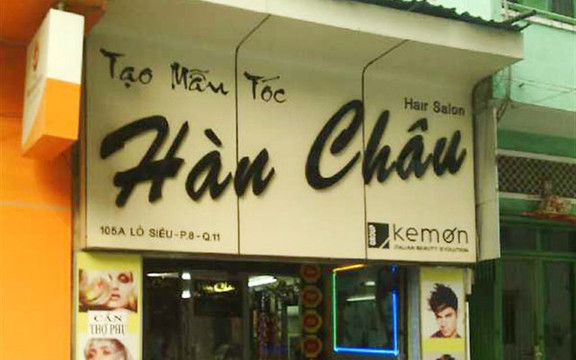 Tạo Mẫu Tóc
Hair Salon
Hàn Châu
105A LÒ SIÊU - P.8 - Q.11
GROUP kemon
ITALIAN BEAUTY EVOLUTION
CẦN
THỢ PHỤ